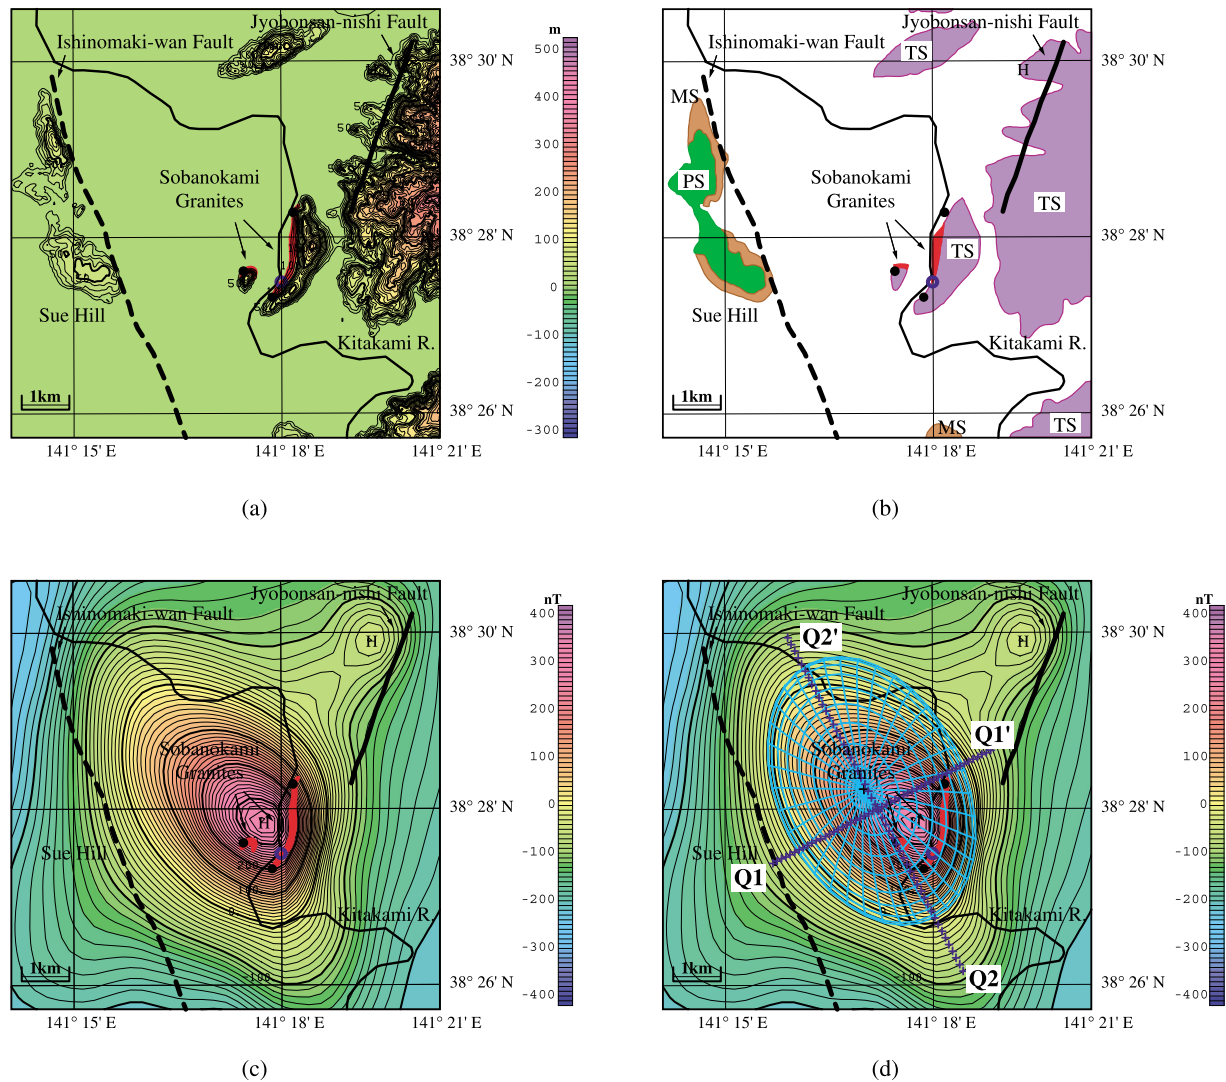 Jyobonsan-nishi Fault
Ishinomaki-wan Fault
Sobanokami
Granites
Sue Hill
Kitakami R.
1km
m
500
400
300
200
100
0
-100
-200
-300
38° 30' N
38° 28' N
38° 26' N
141° 15' E
141° 18' E
141° 21' E
(a)
Jyobonsan-nishi Fault
Ishinomaki-wan Fault
TS
H
MS
PS
Sobanokami
Granites
TS
TS
Sue Hill
Kitakami R.
1km
MS
TS
38° 30' N
38° 28' N
38° 26' N
141° 15' E
141° 18' E
141° 21' E
(b)
Jyobonsan-nishi Fault
Ishinomaki-wan Fault
H
Sobanokami
Granites
H
Sue Hill
200
100
0
Kitakami R.
-100
1km
nT
400
300
200
100
0
-100
-200
-300
-400
38° 30' N
38° 28' N
38° 26' N
141° 15' E
141° 18' E
141° 21' E
(c)
Jyobonsan-nishi Fault
Ishinomaki-wan Fault
Q2'
H
Q1'
Sobanokami
Granites
Sue Hill
Q1
Kitakami R.
-100
Q2
1km
nT
400
300
200
100
0
-100
-200
-300
-400
38° 30' N
38° 28' N
38° 26' N
141° 15' E
141° 18' E
141° 21' E
(d)